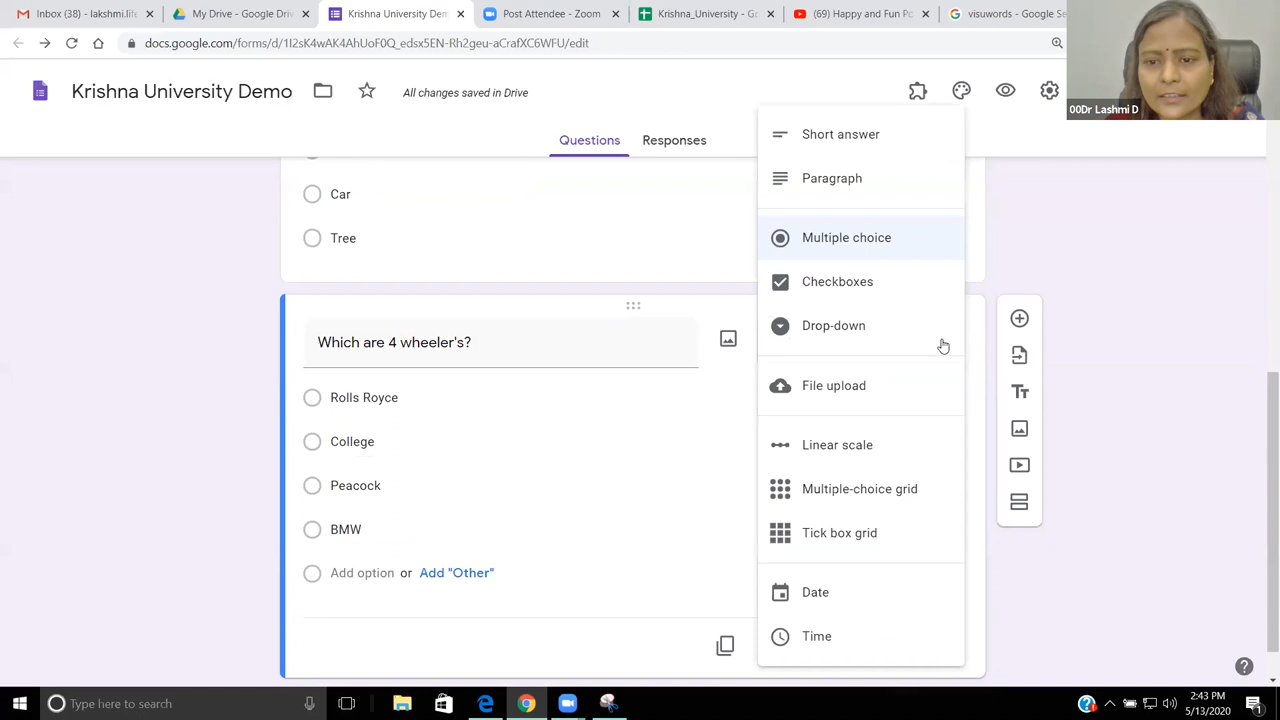 Inbox (38) - lakshmi.life
My Drive - Google Drive
Krishna University Dem
Post Attendee - Zoom
Krishna_University - Go
(69) Happy and Fun Po
visuwords - Google Se
docs.google.com/forms/d/1I2sK4wAK4AhUoF0Q_edsx5EN-Rh2geu-aCrafXC6WFU/edit
Krishna University Demo
All changes saved in Drive
00Dr Lashmi D
Questions
Responses
Car
Tree
Which are 4 wheeler's?
Rolls Royce
College
Peacock
BMW
Add option or Add "Other"
Short answer
Paragraph
Multiple choice
Checkboxes
Drop-down
File upload
Linear scale
Multiple-choice grid
Tick box grid
Date
Time
Type here to search
2:43 PM
5/13/2020